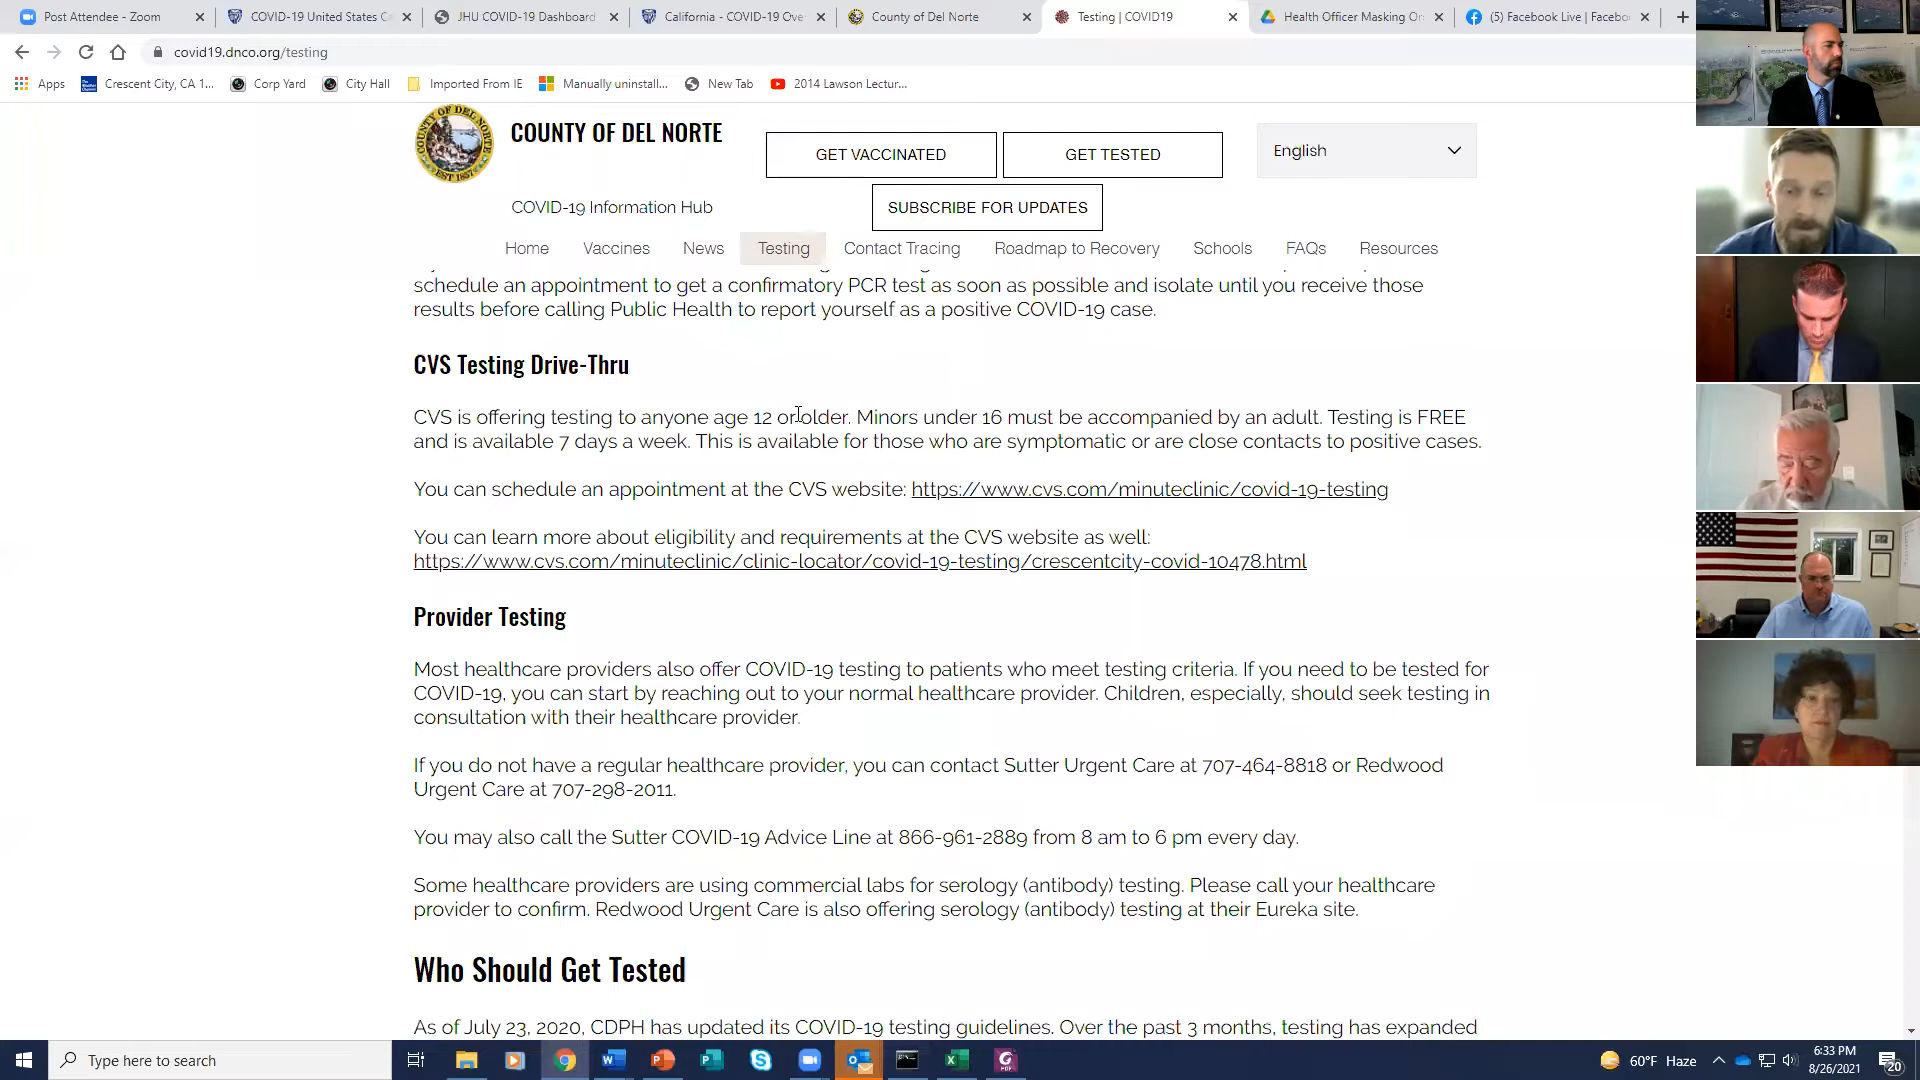 Post Attendee - Zoom
COVID-19 United States C
JHU COVID-19 Dashboard
California - COVID-19 Ove
County of Del Norte
Testing | COVID19
Health Officer Masking Or
(5) Facebook Live | Facebo
covid19.dnco.org/testing
Apps
Crescent City, CA 1...
Corp Yard
City Hall
Imported From IE
Manually uninstall...
New Tab
2014 Lawson Lectur...
COUNTY OF DEL NORTE
EST 1857
COUNTY OF DEL NORTE
GET VACCINATED
GET TESTED
English
COVID-19 Information Hub
SUBSCRIBE FOR UPDATES
Home
Vaccines
News
Testing
Contact Tracing
Roadmap to Recovery
Schools
FAQs
Resources
schedule an appointment to get a confirmatory PCR test as soon as possible and isolate until you receive those
results before calling Public Health to report yourself as a positive COVID-19 case.
CVS Testing Drive-Thru
CVS is offering testing to anyone age 12 or older. Minors under 16 must be accompanied by an adult. Testing is FREE
and is available 7 days a week. This is available for those who are symptomatic or are close contacts to positive cases.
You can schedule an appointment at the CVS website: https://www.cvs.com/minuteclinic/covid-19-testing
You can learn more about eligibility and requirements at the CVS website as well:
https://www.cvs.com/minuteclinic/clinic-locator/covid-19-testing/crescentcity-covid-10478.html
Provider Testing
Most healthcare providers also offer COVID-19 testing to patients who meet testing criteria. If you need to be tested for
COVID-19, you can start by reaching out to your normal healthcare provider. Children, especially, should seek testing in
consultation with their healthcare provider.
If you do not have a regular healthcare provider, you can contact Sutter Urgent Care at 707-464-8818 or Redwood
Urgent Care at 707-298-2011.
You may also call the Sutter COVID-19 Advice Line at 866-961-2889 from 8 am to 6 pm every day.
Some healthcare providers are using commercial labs for serology (antibody) testing. Please call your healthcare
provider to confirm. Redwood Urgent Care is also offering serology (antibody) testing at their Eureka site.
Who Should Get Tested
As of July 23, 2020, CDPH has updated its COVID-19 testing guidelines. Over the past 3 months, testing has expanded
Type here to search
60°F Haze
6:33 PM
8/26/2021
20